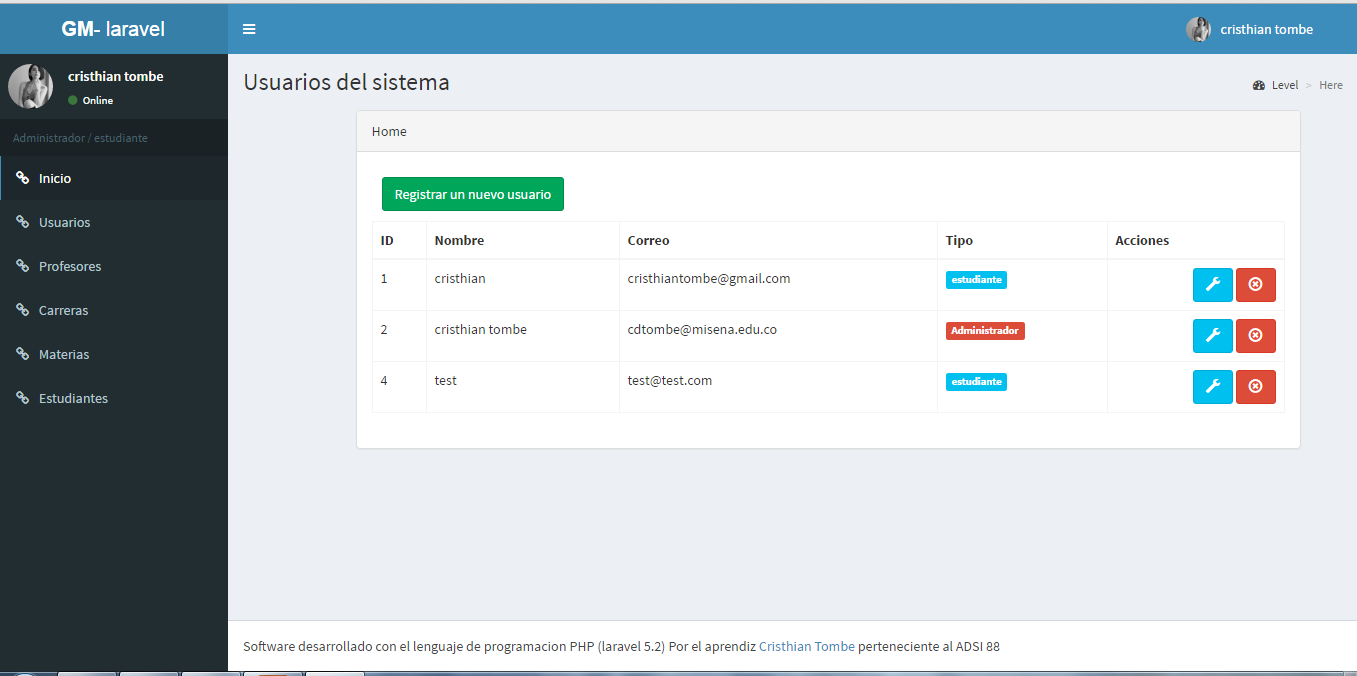 GM- laravel
cristhian tombe
cristhian tombe
Online
Administrador / estudiante
Inicio
Usuarios
Profesores
Carreras
Materias
Estudiantes
Usuarios del sistema
Level > Here
Home
Registrar un nuevo usuario
ID Nombre Correo Tipo Acciones
1 cristhian cristhiantombe@gmail.com estudiante
2 cristhian tombe cdtombe@misena.edu.co Administrador
4 test test@test.com estudiante
Software desarrollado con el lenguaje de programacion PHP (laravel 5.2) Por el aprendiz Cristhian Tombe perteneciente al ADSI 88